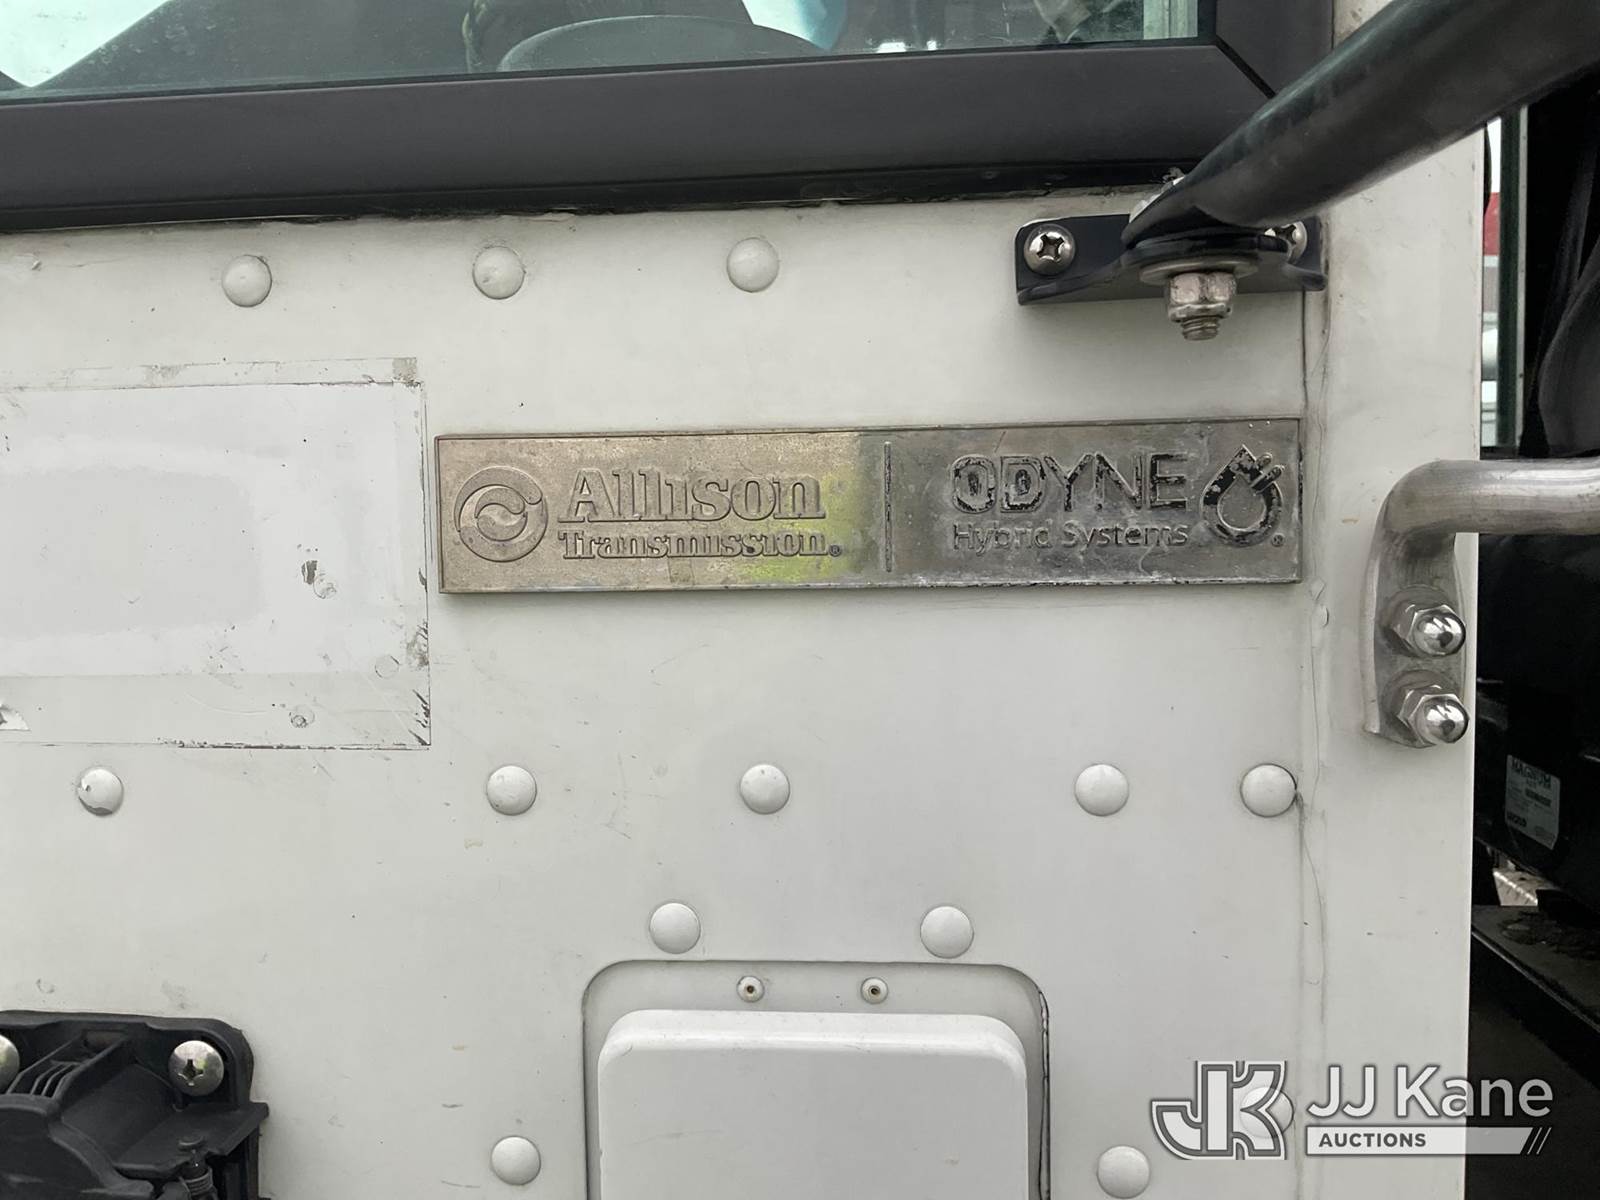 Allison
Transmission®
ODYNE
Hybrid Systems®
JJ Kane
AUCTIONS